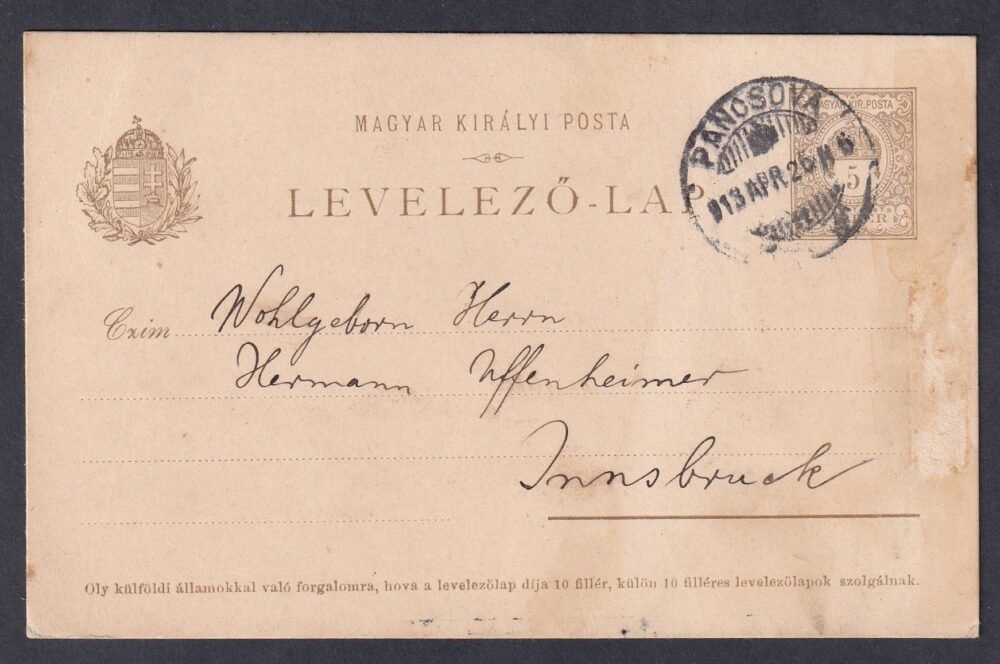 MAGYAR KIRÁLYI POSTA
LEVELEZŐ-LAP
PANCSOVA
913 APR. 26
MAGYAR KIR. POSTA
5
Czim
Wohlgeborn Herrn
Hermann Uffenheimer
Innsbruck
Oly külföldi államokkal való forgalomra, hova a levelezőlap díja 10 fillér, külön 10 filléres levelezőlapok szolgálnak.